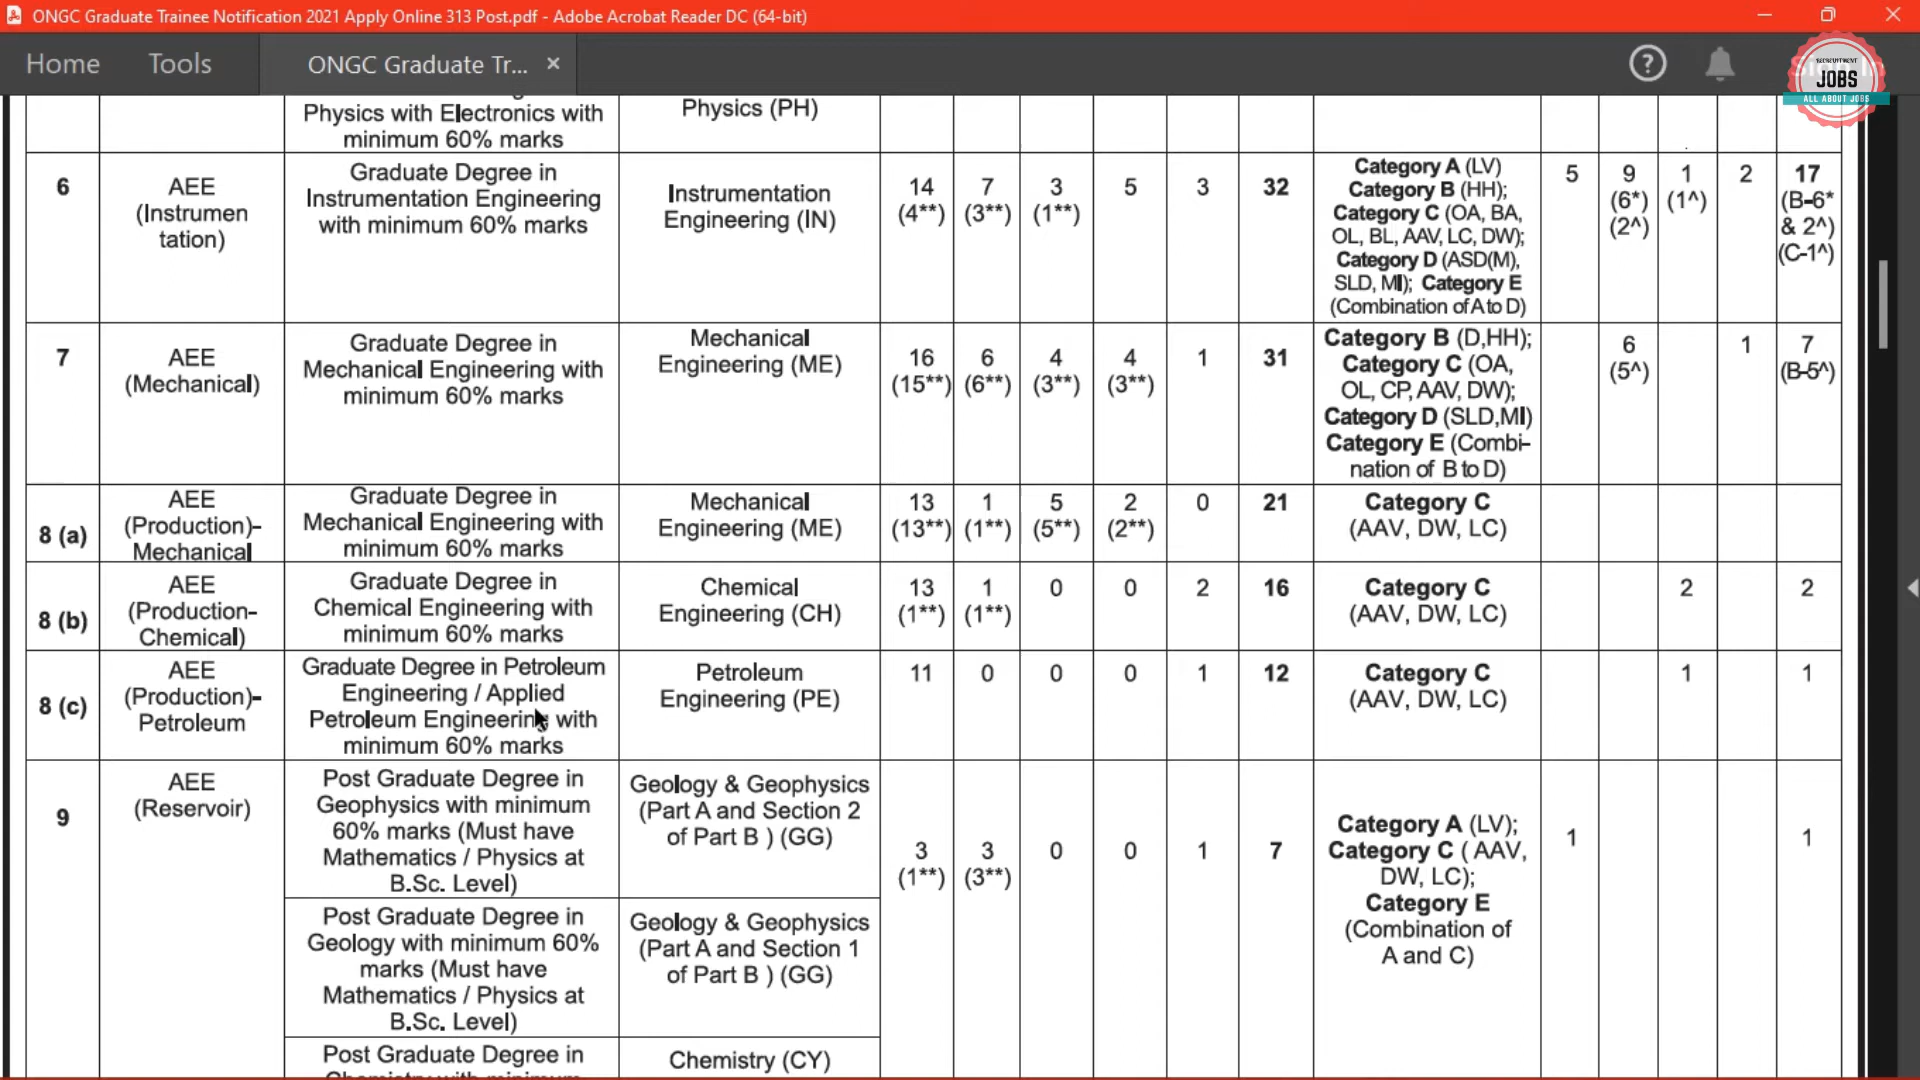 ONGC Graduate Trainee Notification 2021 Apply Online 313 Post.pdf - Adobe Acrobat Reader DC (64-bit)
Home Tools ONGC Graduate Tr... ×
RECRUITMENT
JOBS
ALL ABOUT JOBS
Physics with Electronics with
minimum 60% marks
Physics (PH)
6
AEE
(Instrumen
tation)
Graduate Degree in
Instrumentation Engineering
with minimum 60% marks
Instrumentation
Engineering (IN)
14
(4**)
7
(3**)
3
(1**)
5
3
32
Category A (LV)
Category B (HH);
Category C (OA, BA,
OL, BL, AAV, LC, DW);
Category D (ASD(M),
SLD, MI); Category E
(Combination of A to D)
5
9
(6*)
(2^)
1
(1^)
2
17
(B-6*
& 2^)
(C-1^)
7
AEE
(Mechanical)
Graduate Degree in
Mechanical Engineering with
minimum 60% marks
Mechanical
Engineering (ME)
16
(15**)
6
(6**)
4
(3**)
4
(3**)
1
31
Category B (D,HH);
Category C (OA,
OL, CP, AAV, DW);
Category D (SLD,MI)
Category E (Combi-
nation of B to D)
6
(5^)
1
7
(B-5^)
8 (a)
AEE
(Production)-
Mechanical
Graduate Degree in
Mechanical Engineering with
minimum 60% marks
Mechanical
Engineering (ME)
13
(13**)
1
(1**)
5
(5**)
2
(2**)
0
21
Category C
(AAV, DW, LC)
8 (b)
AEE
(Production-
Chemical)
Graduate Degree in
Chemical Engineering with
minimum 60% marks
Chemical
Engineering (CH)
13
(1**)
1
(1**)
0
0
2
16
Category C
(AAV, DW, LC)
2
2
8 (c)
AEE
(Production)-
Petroleum
Graduate Degree in Petroleum
Engineering / Applied
Petroleum Engineering with
minimum 60% marks
Petroleum
Engineering (PE)
11
0
0
0
1
12
Category C
(AAV, DW, LC)
1
1
9
AEE
(Reservoir)
Post Graduate Degree in
Geophysics with minimum
60% marks (Must have
Mathematics / Physics at
B.Sc. Level)
Geology & Geophysics
(Part A and Section 2
of Part B ) (GG)
3
(1**)
3
(3**)
0
0
1
7
Category A (LV);
Category C ( AAV,
DW, LC);
Category E
(Combination of
A and C)
1
1
Post Graduate Degree in
Geology with minimum 60%
marks (Must have
Mathematics / Physics at
B.Sc. Level)
Geology & Geophysics
(Part A and Section 1
of Part B ) (GG)
Post Graduate Degree in
Chemistry with minimum
Chemistry (CY)